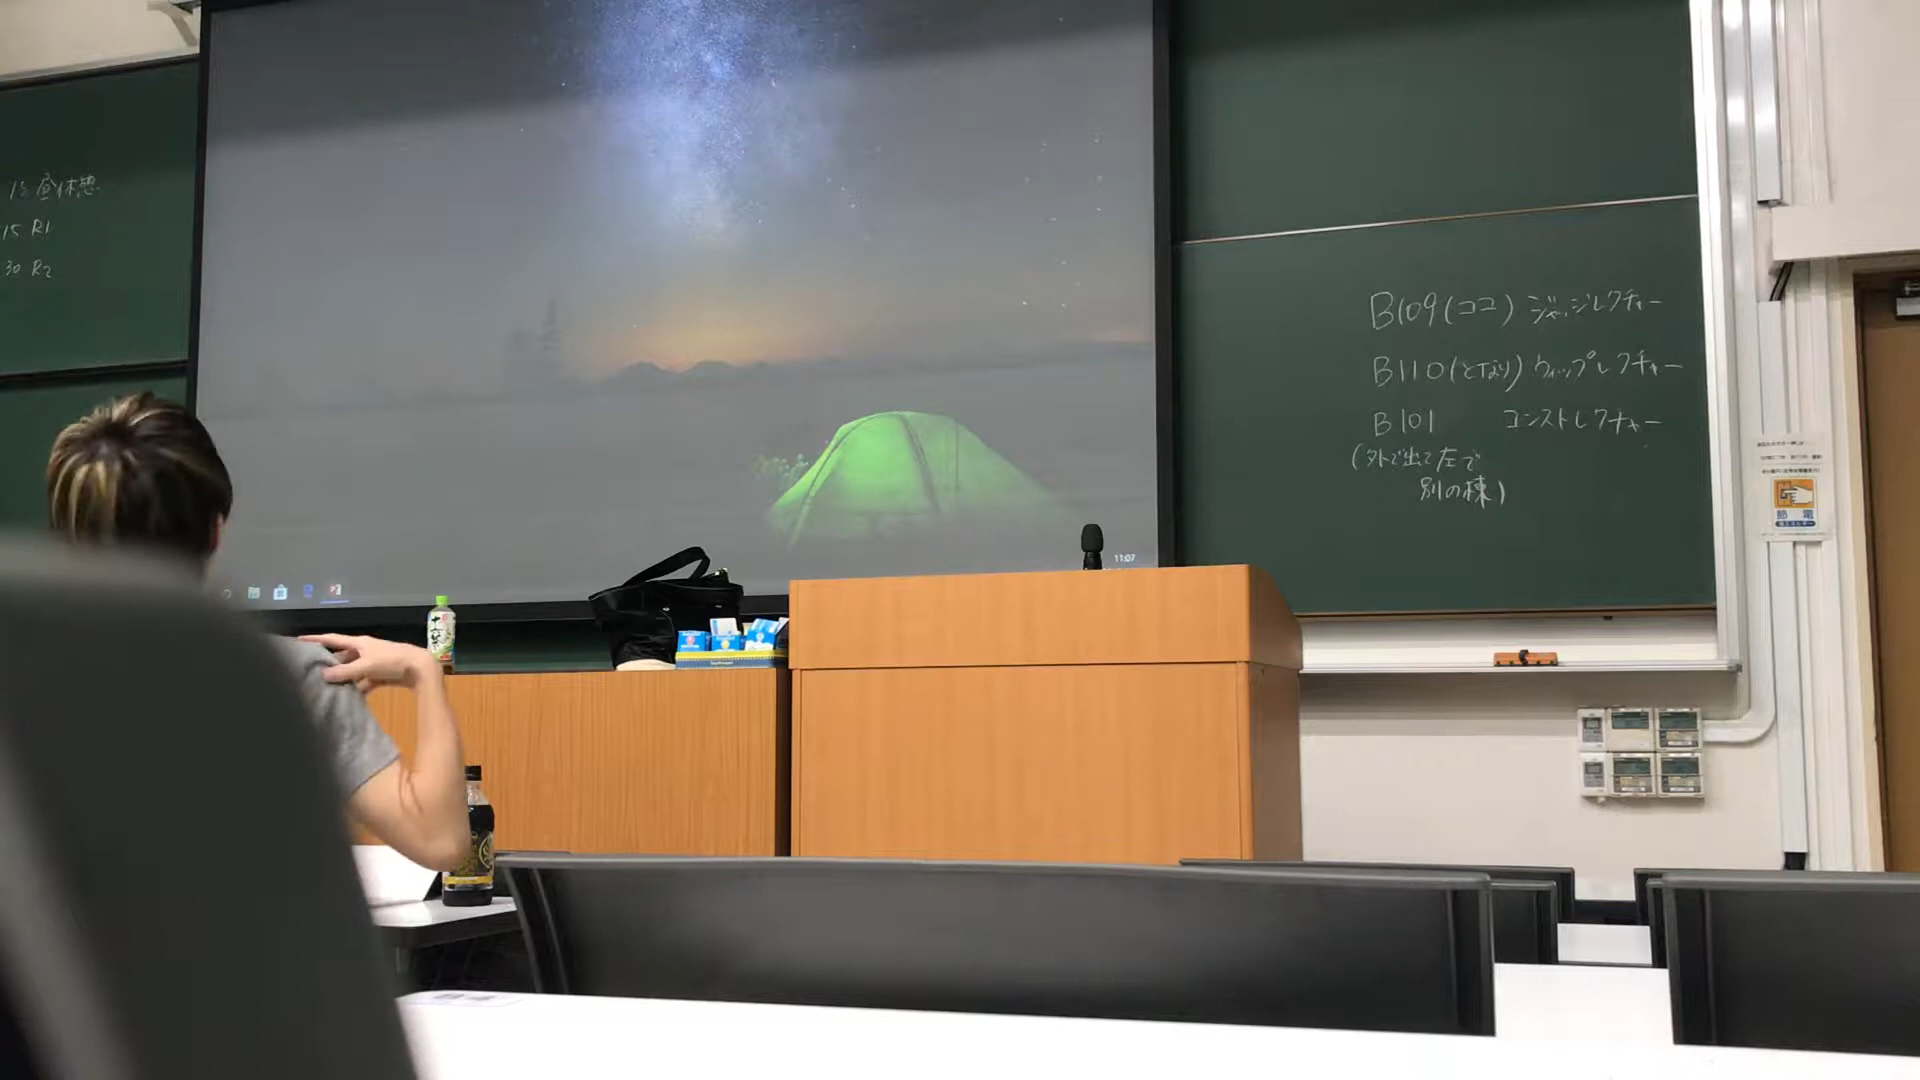 昼休憩
15 R1
30 R2
B109(ココ) ジャッジレクチャー
B110(となり) ウィップレクチャー
B101 コンストレクチャー
(外で出て左で
別の棟)
11:07
節電